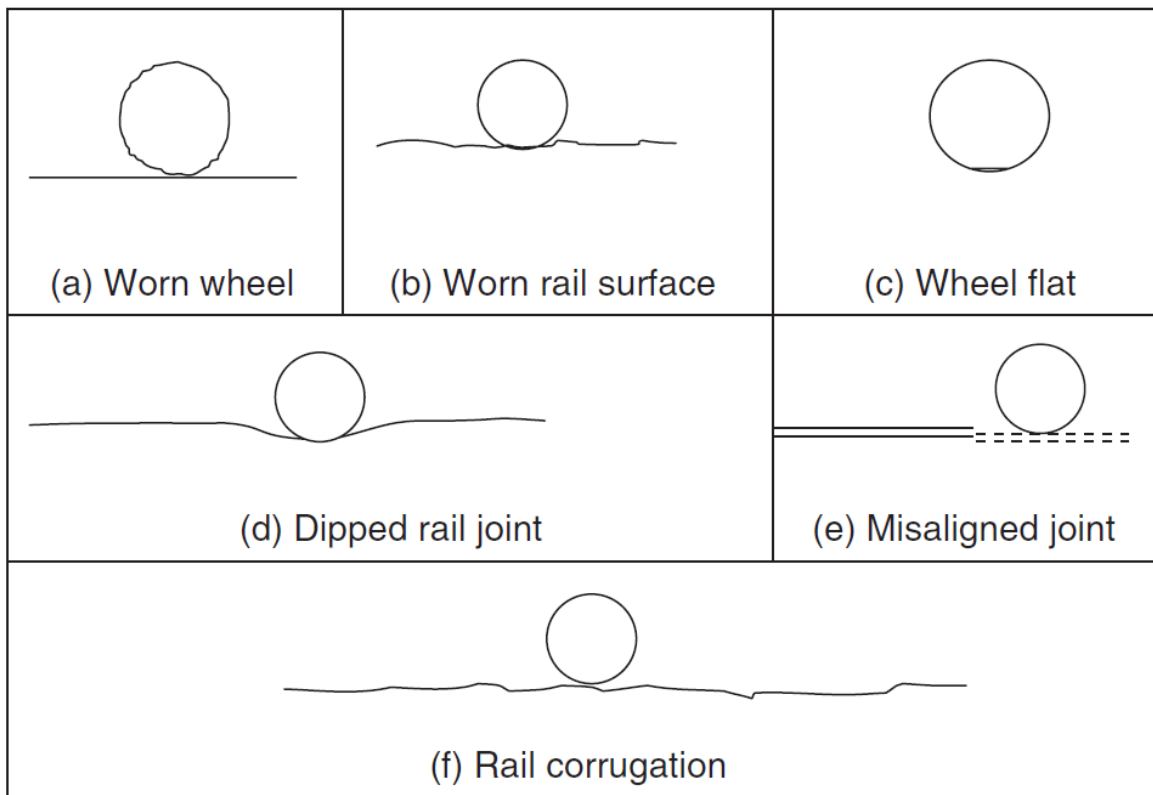 (a) Worn wheel
(b) Worn rail surface
(c) Wheel flat
(d) Dipped rail joint
(e) Misaligned joint
(f) Rail corrugation